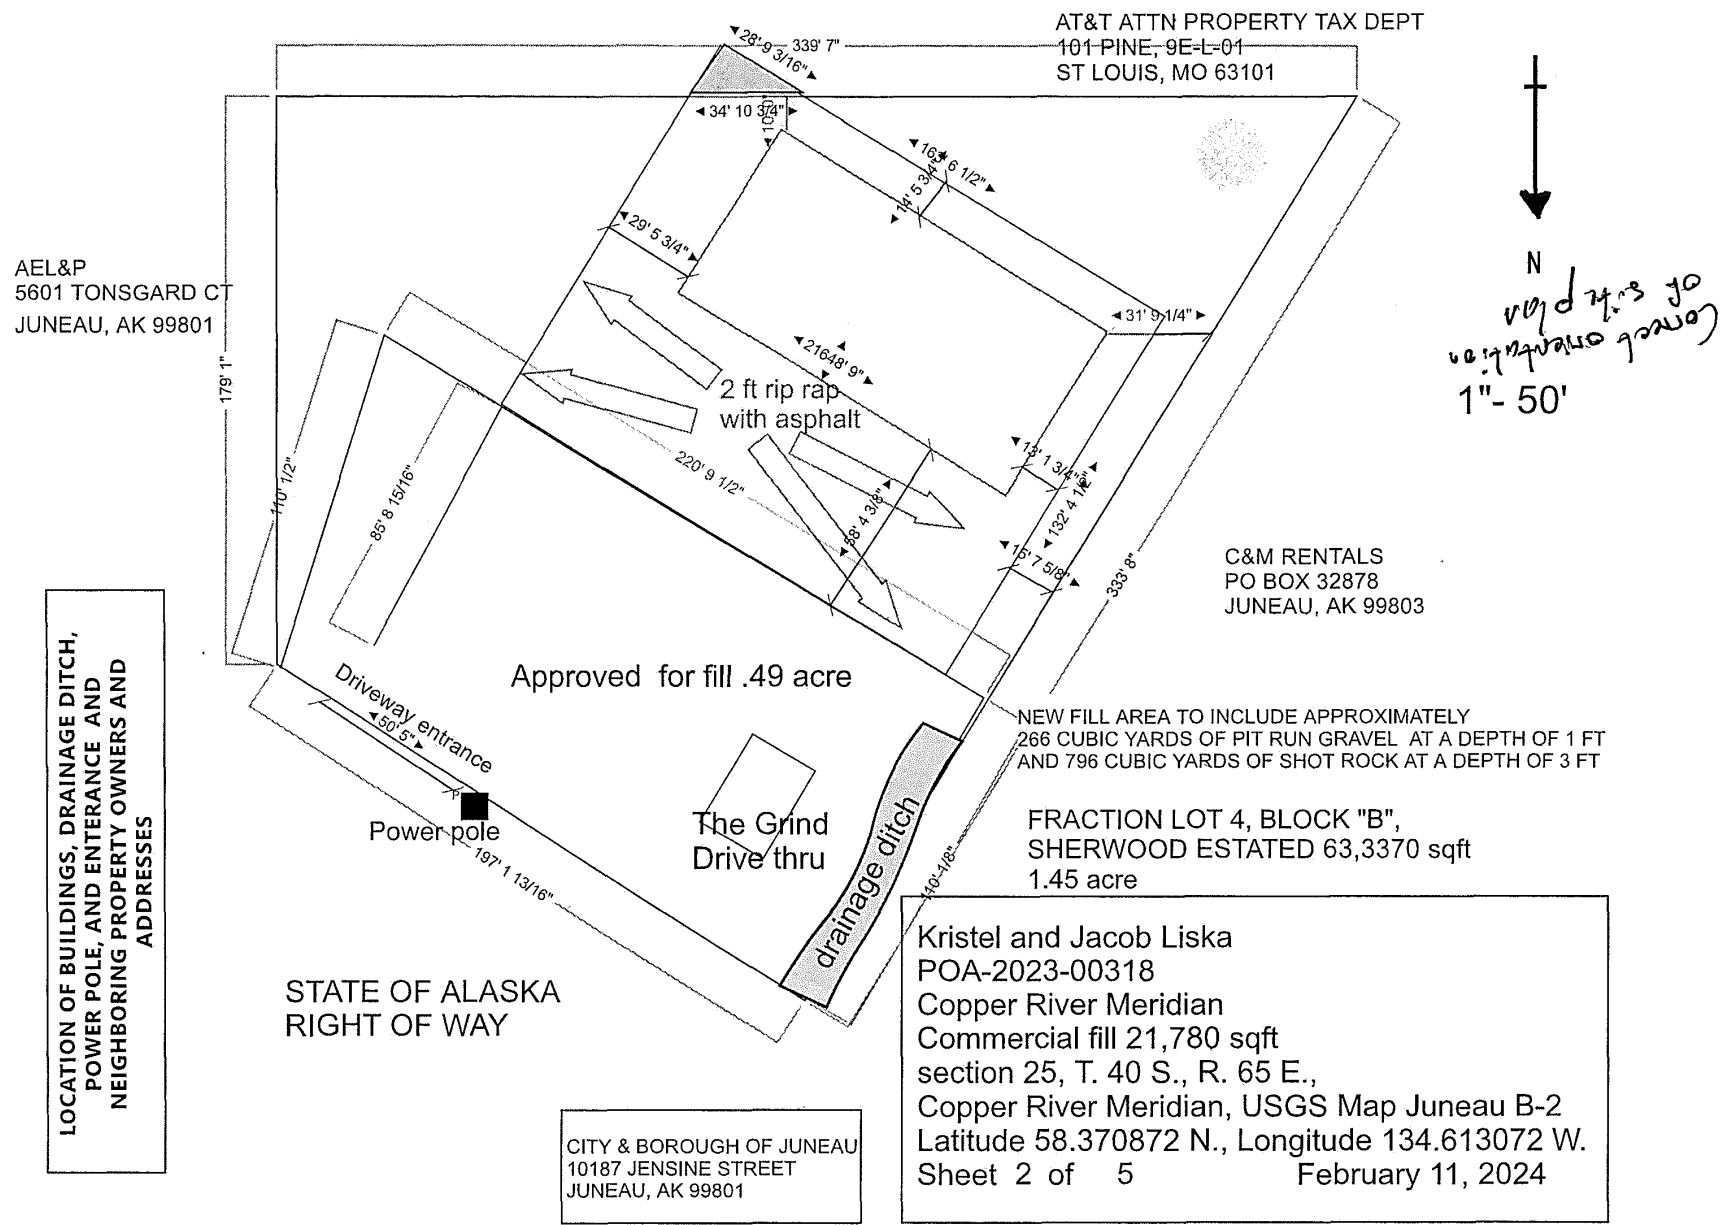 AT&T ATTN PROPERTY TAX DEPT
101 PINE, 9E-L-01
ST LOUIS, MO 63101
28' 9 3/16"
339' 7"
34' 10 3/4"
14' 5 3/4"
29' 5 3/4"
AEL&P
5601 TONSGARD CT
JUNEAU, AK 99801
N
Correct orientation
of site plan
1"- 50'
31' 9 1/4"
179' 1"
21648' 9"
2 ft rip rap
with asphalt
110' 1/2"
85' 8 15/16"
220' 9 1/2"
58' 4 3/8"
13' 1 3/4"
132' 4 1/2"
15' 7 5/8"
333' 8"
C&M RENTALS
PO BOX 32878
JUNEAU, AK 99803
LOCATION OF BUILDINGS, DRAINAGE DITCH,
POWER POLE, AND ENTERANCE AND
NEIGHBORING PROPERTY OWNERS AND
ADDRESSES
Approved for fill .49 acre
Driveway entrance
50' 5"
Power pole
197' 1 13/16"
The Grind
Drive thru
drainage ditch
110' 1/8"
NEW FILL AREA TO INCLUDE APPROXIMATELY
266 CUBIC YARDS OF PIT RUN GRAVEL AT A DEPTH OF 1 FT
AND 796 CUBIC YARDS OF SHOT ROCK AT A DEPTH OF 3 FT
FRACTION LOT 4, BLOCK "B",
SHERWOOD ESTATED 63,3370 sqft
1.45 acre
STATE OF ALASKA
RIGHT OF WAY
CITY & BOROUGH OF JUNEAU
10187 JENSINE STREET
JUNEAU, AK 99801
Kristel and Jacob Liska
POA-2023-00318
Copper River Meridian
Commercial fill 21,780 sqft
section 25, T. 40 S., R. 65 E.,
Copper River Meridian, USGS Map Juneau B-2
Latitude 58.370872 N., Longitude 134.613072 W.
Sheet 2 of 5 February 11, 2024